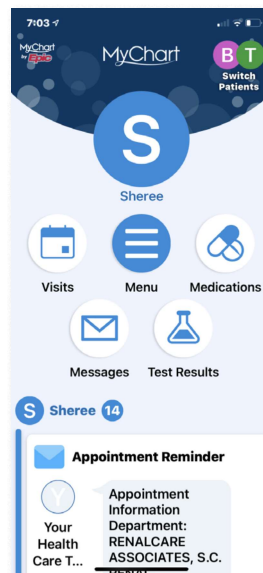 7:03
MyChart
by Epic
MyChart
B T
Switch
Patients
S
Sheree
Visits
Menu
Medications
Messages
Test Results
S Sheree 14
Appointment Reminder
Y
Your
Health
Care T...
Appointment
Information
Department:
RENALCARE
ASSOCIATES, S.C.